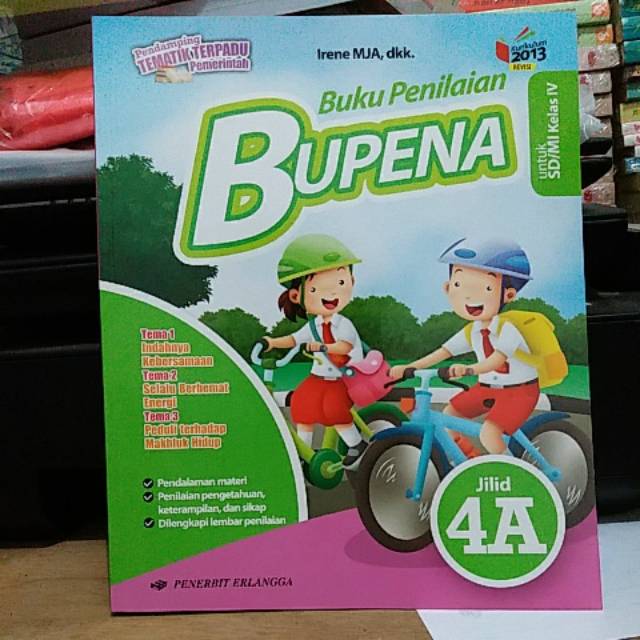 Pendamping
TEMATIK TERPADU
Pemerintah
Irene MJA, dkk.
Kurikulum
2013
REVISI
Buku Penilaian
BUPENA
untuk
SD/MI Kelas IV
Tema 1
Indahnya
Kebersamaan
Tema 2
Selalu Berhemat
Energi
Tema 3
Peduli terhadap
Makhluk Hidup
Pendalaman materi
Penilaian pengetahuan,
keterampilan, dan sikap
Dilengkapi lembar penilaian
Jilid
4A
PENERBIT ERLANGGA